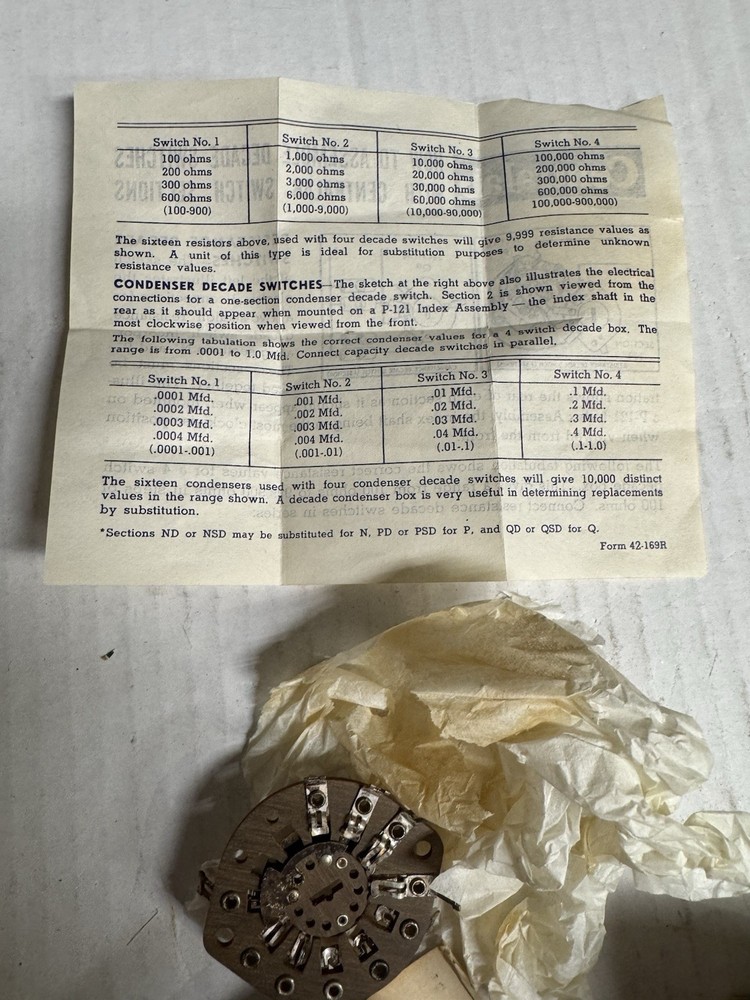 Switch No. 1 Switch No. 2 Switch No. 3 Switch No. 4
100 ohms 1,000 ohms 10,000 ohms 100,000 ohms
200 ohms 2,000 ohms 20,000 ohms 200,000 ohms
300 ohms 3,000 ohms 30,000 ohms 300,000 ohms
600 ohms 6,000 ohms 60,000 ohms 600,000 ohms
(100-900) (1,000-9,000) (10,000-90,000) 100,000-900,000)
The sixteen resistors above, used with four decade switches will give 9,999 resistance values as
shown. A unit of this type is ideal for substitution purposes to determine unknown
resistance values.
CONDENSER DECADE SWITCHES—The sketch at the right above also illustrates the electrical
connections for a one-section condenser decade switch. Section 2 is shown viewed from the
rear as it should appear when mounted on a P-121 Index Assembly — the index shaft in the
most clockwise position when viewed from the front.
The following tabulation shows the correct condenser values for a 4 switch decade box. The
range is from .0001 to 1.0 Mfd. Connect capacity decade switches in parallel.
Switch No. 1 Switch No. 2 Switch No. 3 Switch No. 4
.0001 Mfd. .001 Mfd. .01 Mfd. .1 Mfd.
.0002 Mfd. .002 Mfd. .02 Mfd. .2 Mfd.
.0003 Mfd. .003 Mfd. .03 Mfd. .3 Mfd.
.0004 Mfd. .004 Mfd. .04 Mfd. .4 Mfd.
(.0001-.001) (.001-.01) (.01-.1) (.1-1.0)
The sixteen condensers used with four condenser decade switches will give 10,000 distinct
values in the range shown. A decade condenser box is very useful in determining replacements
by substitution.
*Sections ND or NSD may be substituted for N, PD or PSD for P, and QD or QSD for Q.
Form 42-169R